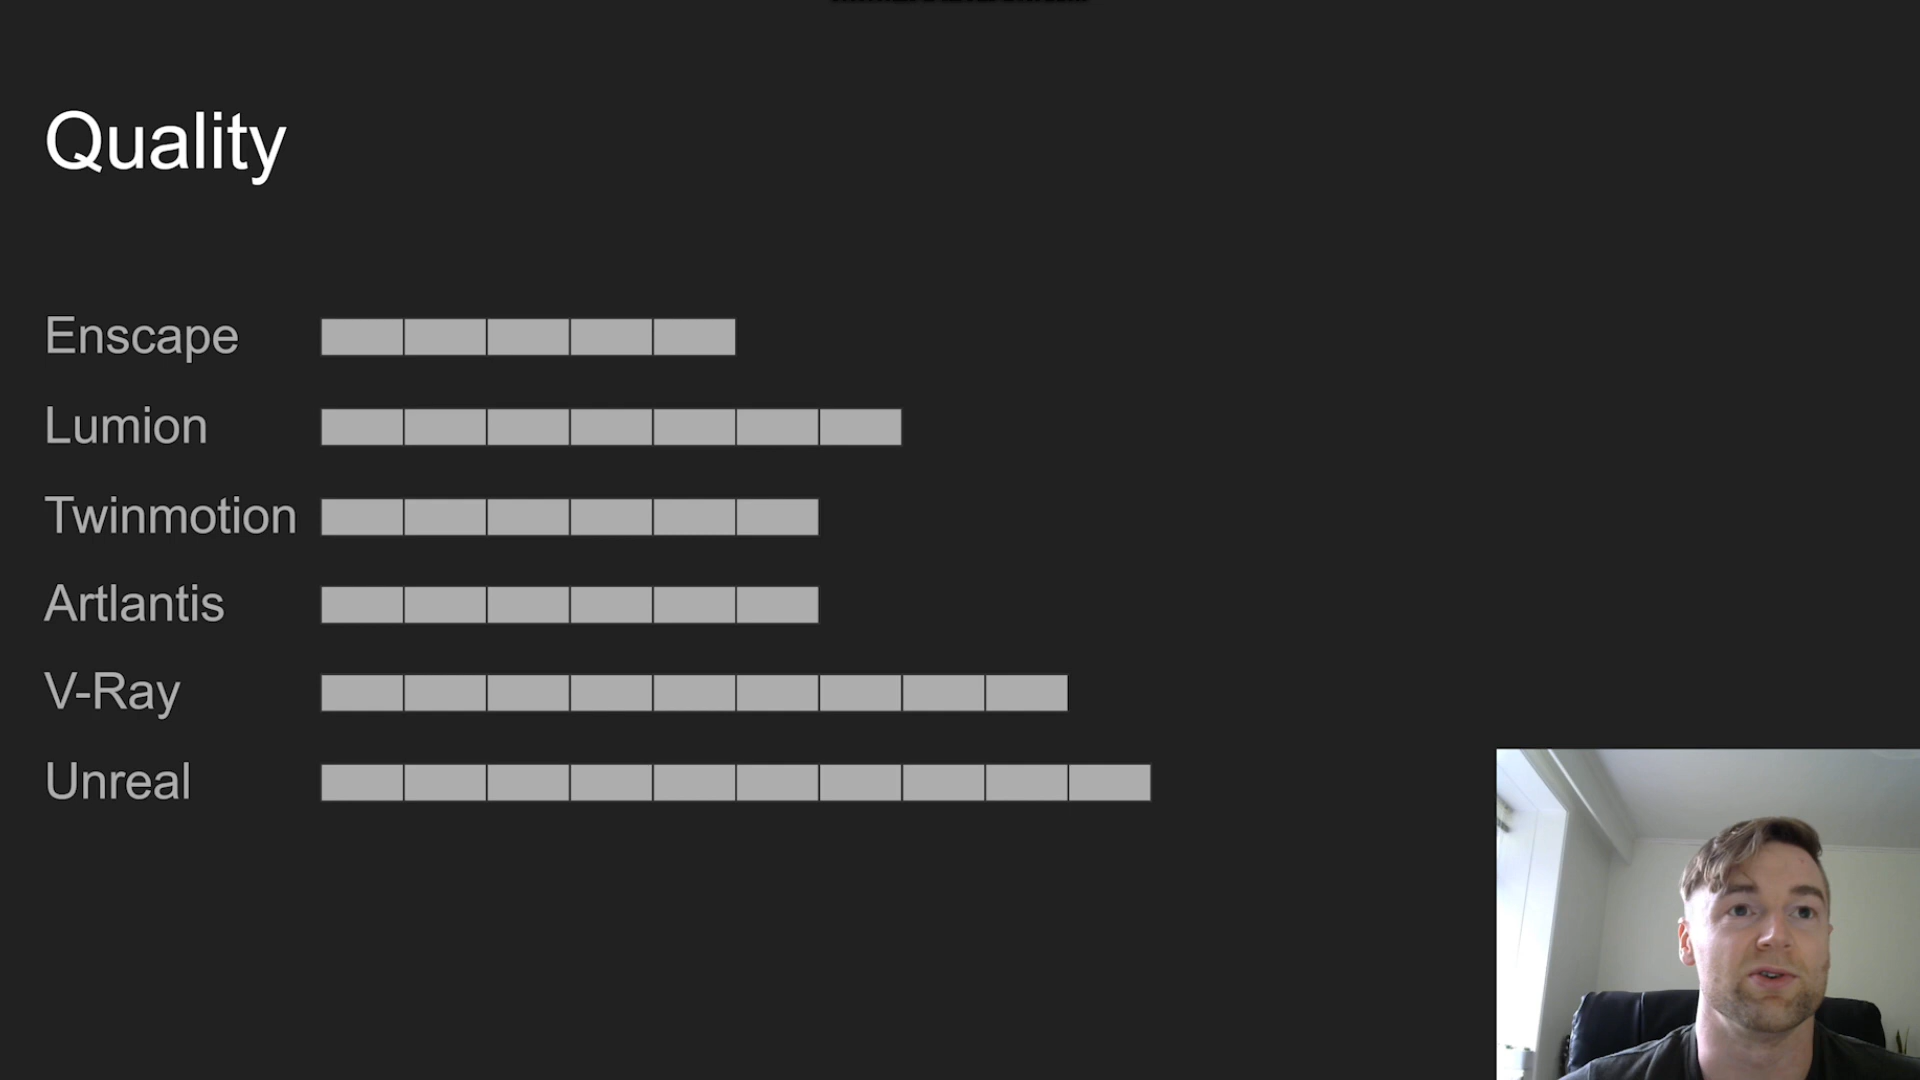 Quality
Enscape
Lumion
Twinmotion
Artlantis
V-Ray
Unreal